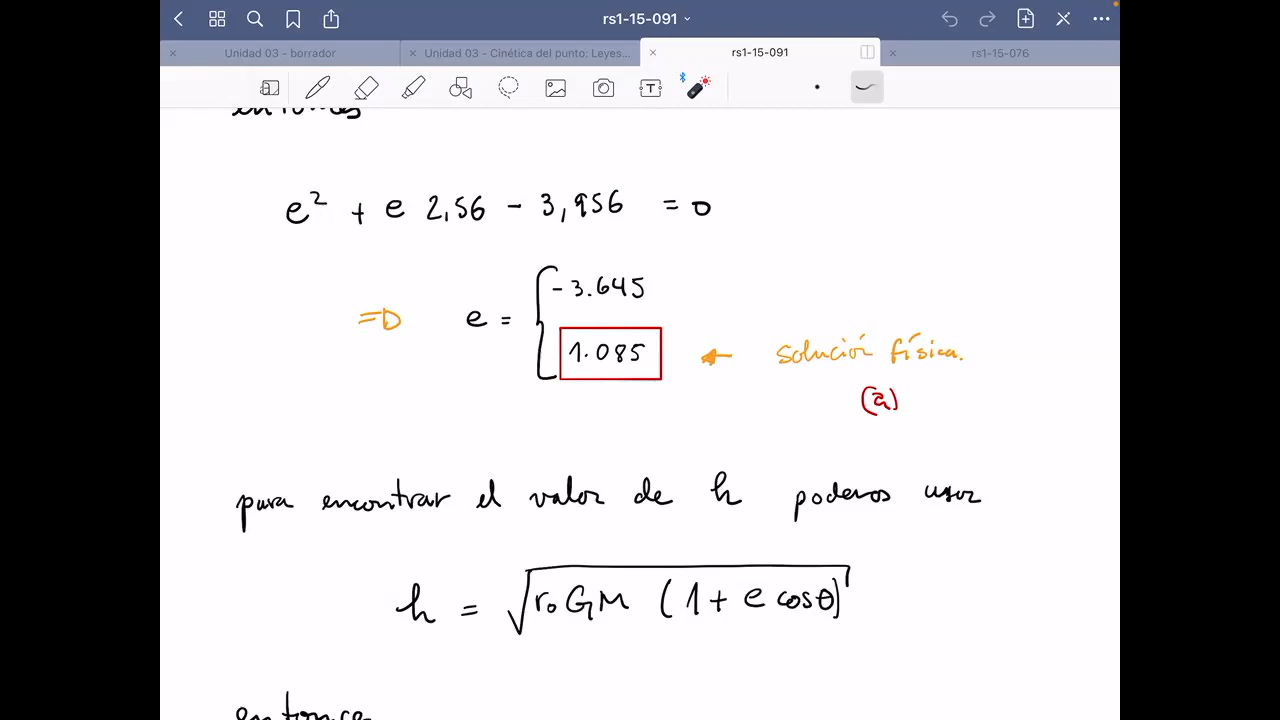 rs1-15-091
Unidad 03 - borrador
Unidad 03 - Cinética del punto: Leyes...
rs1-15-091
rs1-15-076
entonces
e² + e 2,56 - 3,956 = 0
⇒ e = { -3.645
1.085 ← solución física.
(a)
para encontrar el valor de h podemos usar
h = √r₀GM (1 + e cosθ)
entonces